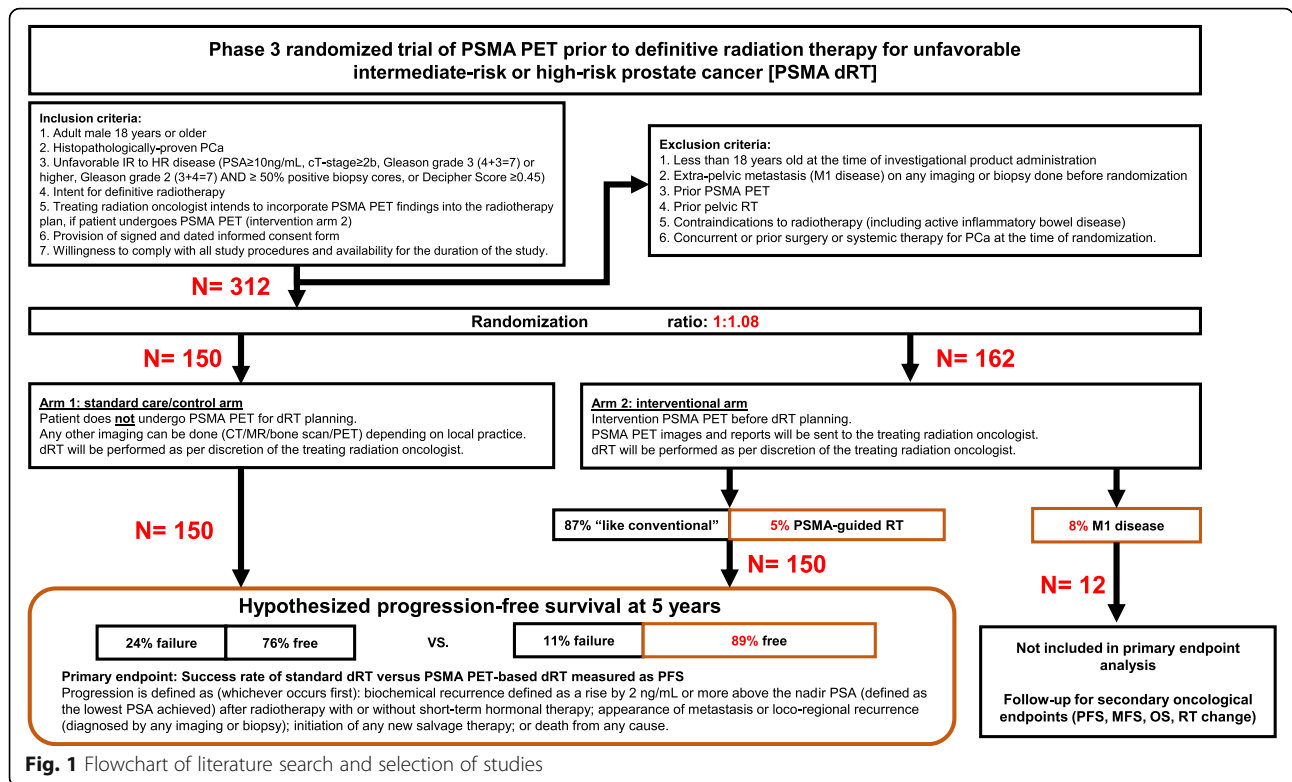 Phase 3 randomized trial of PSMA PET prior to definitive radiation therapy for unfavorable
intermediate-risk or high-risk prostate cancer [PSMA dRT]
Inclusion criteria:
1. Adult male 18 years or older
2. Histopathologically-proven PCa
3. Unfavorable IR to HR disease (PSA≥10ng/mL, cT-stage≥2b, Gleason grade 3 (4+3=7) or
higher, Gleason grade 2 (3+4=7) AND ≥ 50% positive biopsy cores, or Decipher Score ≥0.45)
4. Intent for definitive radiotherapy
5. Treating radiation oncologist intends to incorporate PSMA PET findings into the radiotherapy
plan, if patient undergoes PSMA PET (intervention arm 2)
6. Provision of signed and dated informed consent form
7. Willingness to comply with all study procedures and availability for the duration of the study.
Exclusion criteria:
1. Less than 18 years old at the time of investigational product administration
2. Extra-pelvic metastasis (M1 disease) on any imaging or biopsy done before randomization
3. Prior PSMA PET
4. Prior pelvic RT
5. Contraindications to radiotherapy (including active inflammatory bowel disease)
6. Concurrent or prior surgery or systemic therapy for PCa at the time of randomization.
N= 312
Randomization ratio: 1:1.08
N= 150
N= 162
Arm 1: standard care/control arm
Patient does not undergo PSMA PET for dRT planning.
Any other imaging can be done (CT/MR/bone scan/PET) depending on local practice.
dRT will be performed as per discretion of the treating radiation oncologist.
Arm 2: interventional arm
Intervention PSMA PET before dRT planning.
PSMA PET images and reports will be sent to the treating radiation oncologist.
dRT will be performed as per discretion of the treating radiation oncologist.
87% “like conventional”
5% PSMA-guided RT
8% M1 disease
N= 150
N= 150
N= 12
Hypothesized progression-free survival at 5 years
24% failure
76% free
VS.
11% failure
89% free
Primary endpoint: Success rate of standard dRT versus PSMA PET-based dRT measured as PFS
Progression is defined as (whichever occurs first): biochemical recurrence defined as a rise by 2 ng/mL or more above the nadir PSA (defined as
the lowest PSA achieved) after radiotherapy with or without short-term hormonal therapy; appearance of metastasis or loco-regional recurrence
(diagnosed by any imaging or biopsy); initiation of any new salvage therapy; or death from any cause.
Not included in primary endpoint
analysis
Follow-up for secondary oncological
endpoints (PFS, MFS, OS, RT change)
Fig. 1 Flowchart of literature search and selection of studies